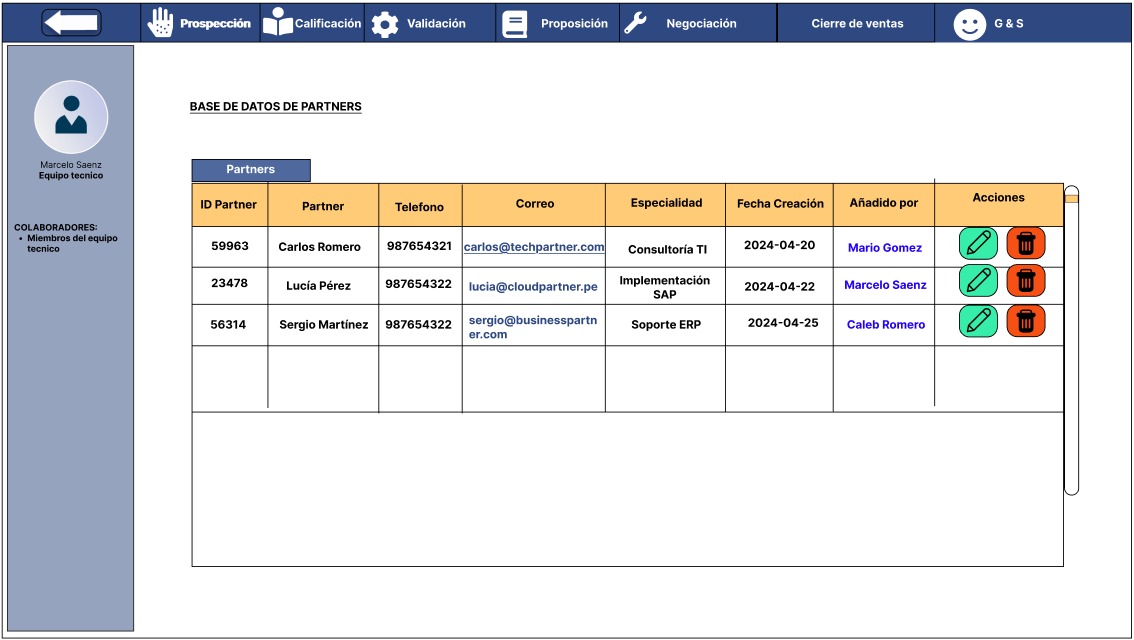 Prospección
Calificación
Validación
Proposición
Negociación
Cierre de ventas
G & S
Marcelo Saenz
Equipo tecnico
COLABORADORES:
• Miembros del equipo
tecnico
BASE DE DATOS DE PARTNERS
Partners
ID Partner Partner Telefono Correo Especialidad Fecha Creación Añadido por Acciones
59963 Carlos Romero 987654321 carlos@techpartner.com Consultoría TI 2024-04-20 Mario Gomez
23478 Lucía Pérez 987654322 lucia@cloudpartner.pe Implementación
SAP 2024-04-22 Marcelo Saenz
56314 Sergio Martínez 987654322 sergio@businesspartn
er.com Soporte ERP 2024-04-25 Caleb Romero